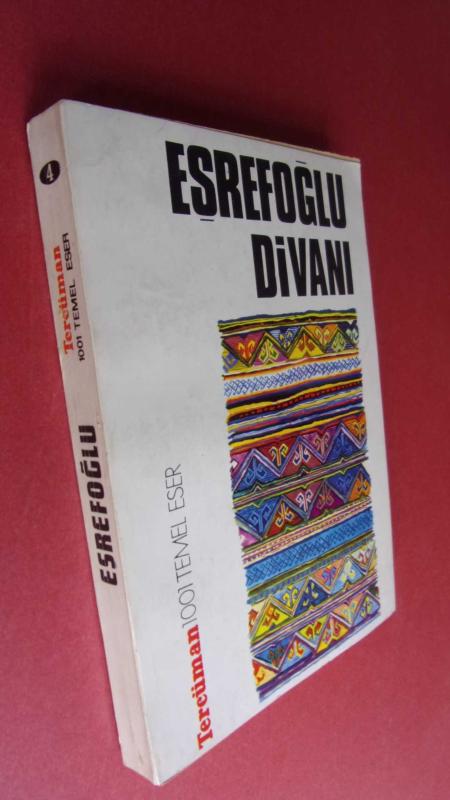 EŞREFOĞLU
DİVANI
Tercüman 1001 TEMEL ESER
4
Tercüman
1001 TEMEL ESER
EŞREFOĞLU